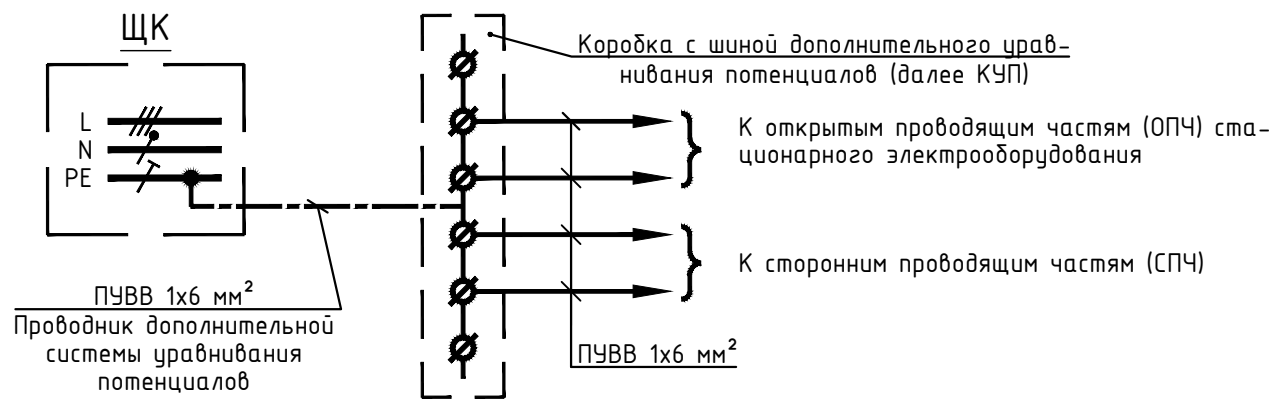 ЩК
L
N
PE
Коробка с шиной дополнительного урав-
нивания потенциалов (далее КУП)
К открытым проводящим частям (ОПЧ) ста-
ционарного электрооборудования
К сторонним проводящим частям (СПЧ)
ПУВВ 1х6 мм²
Проводник дополнительной
системы уравнивания
потенциалов
ПУВВ 1х6 мм²